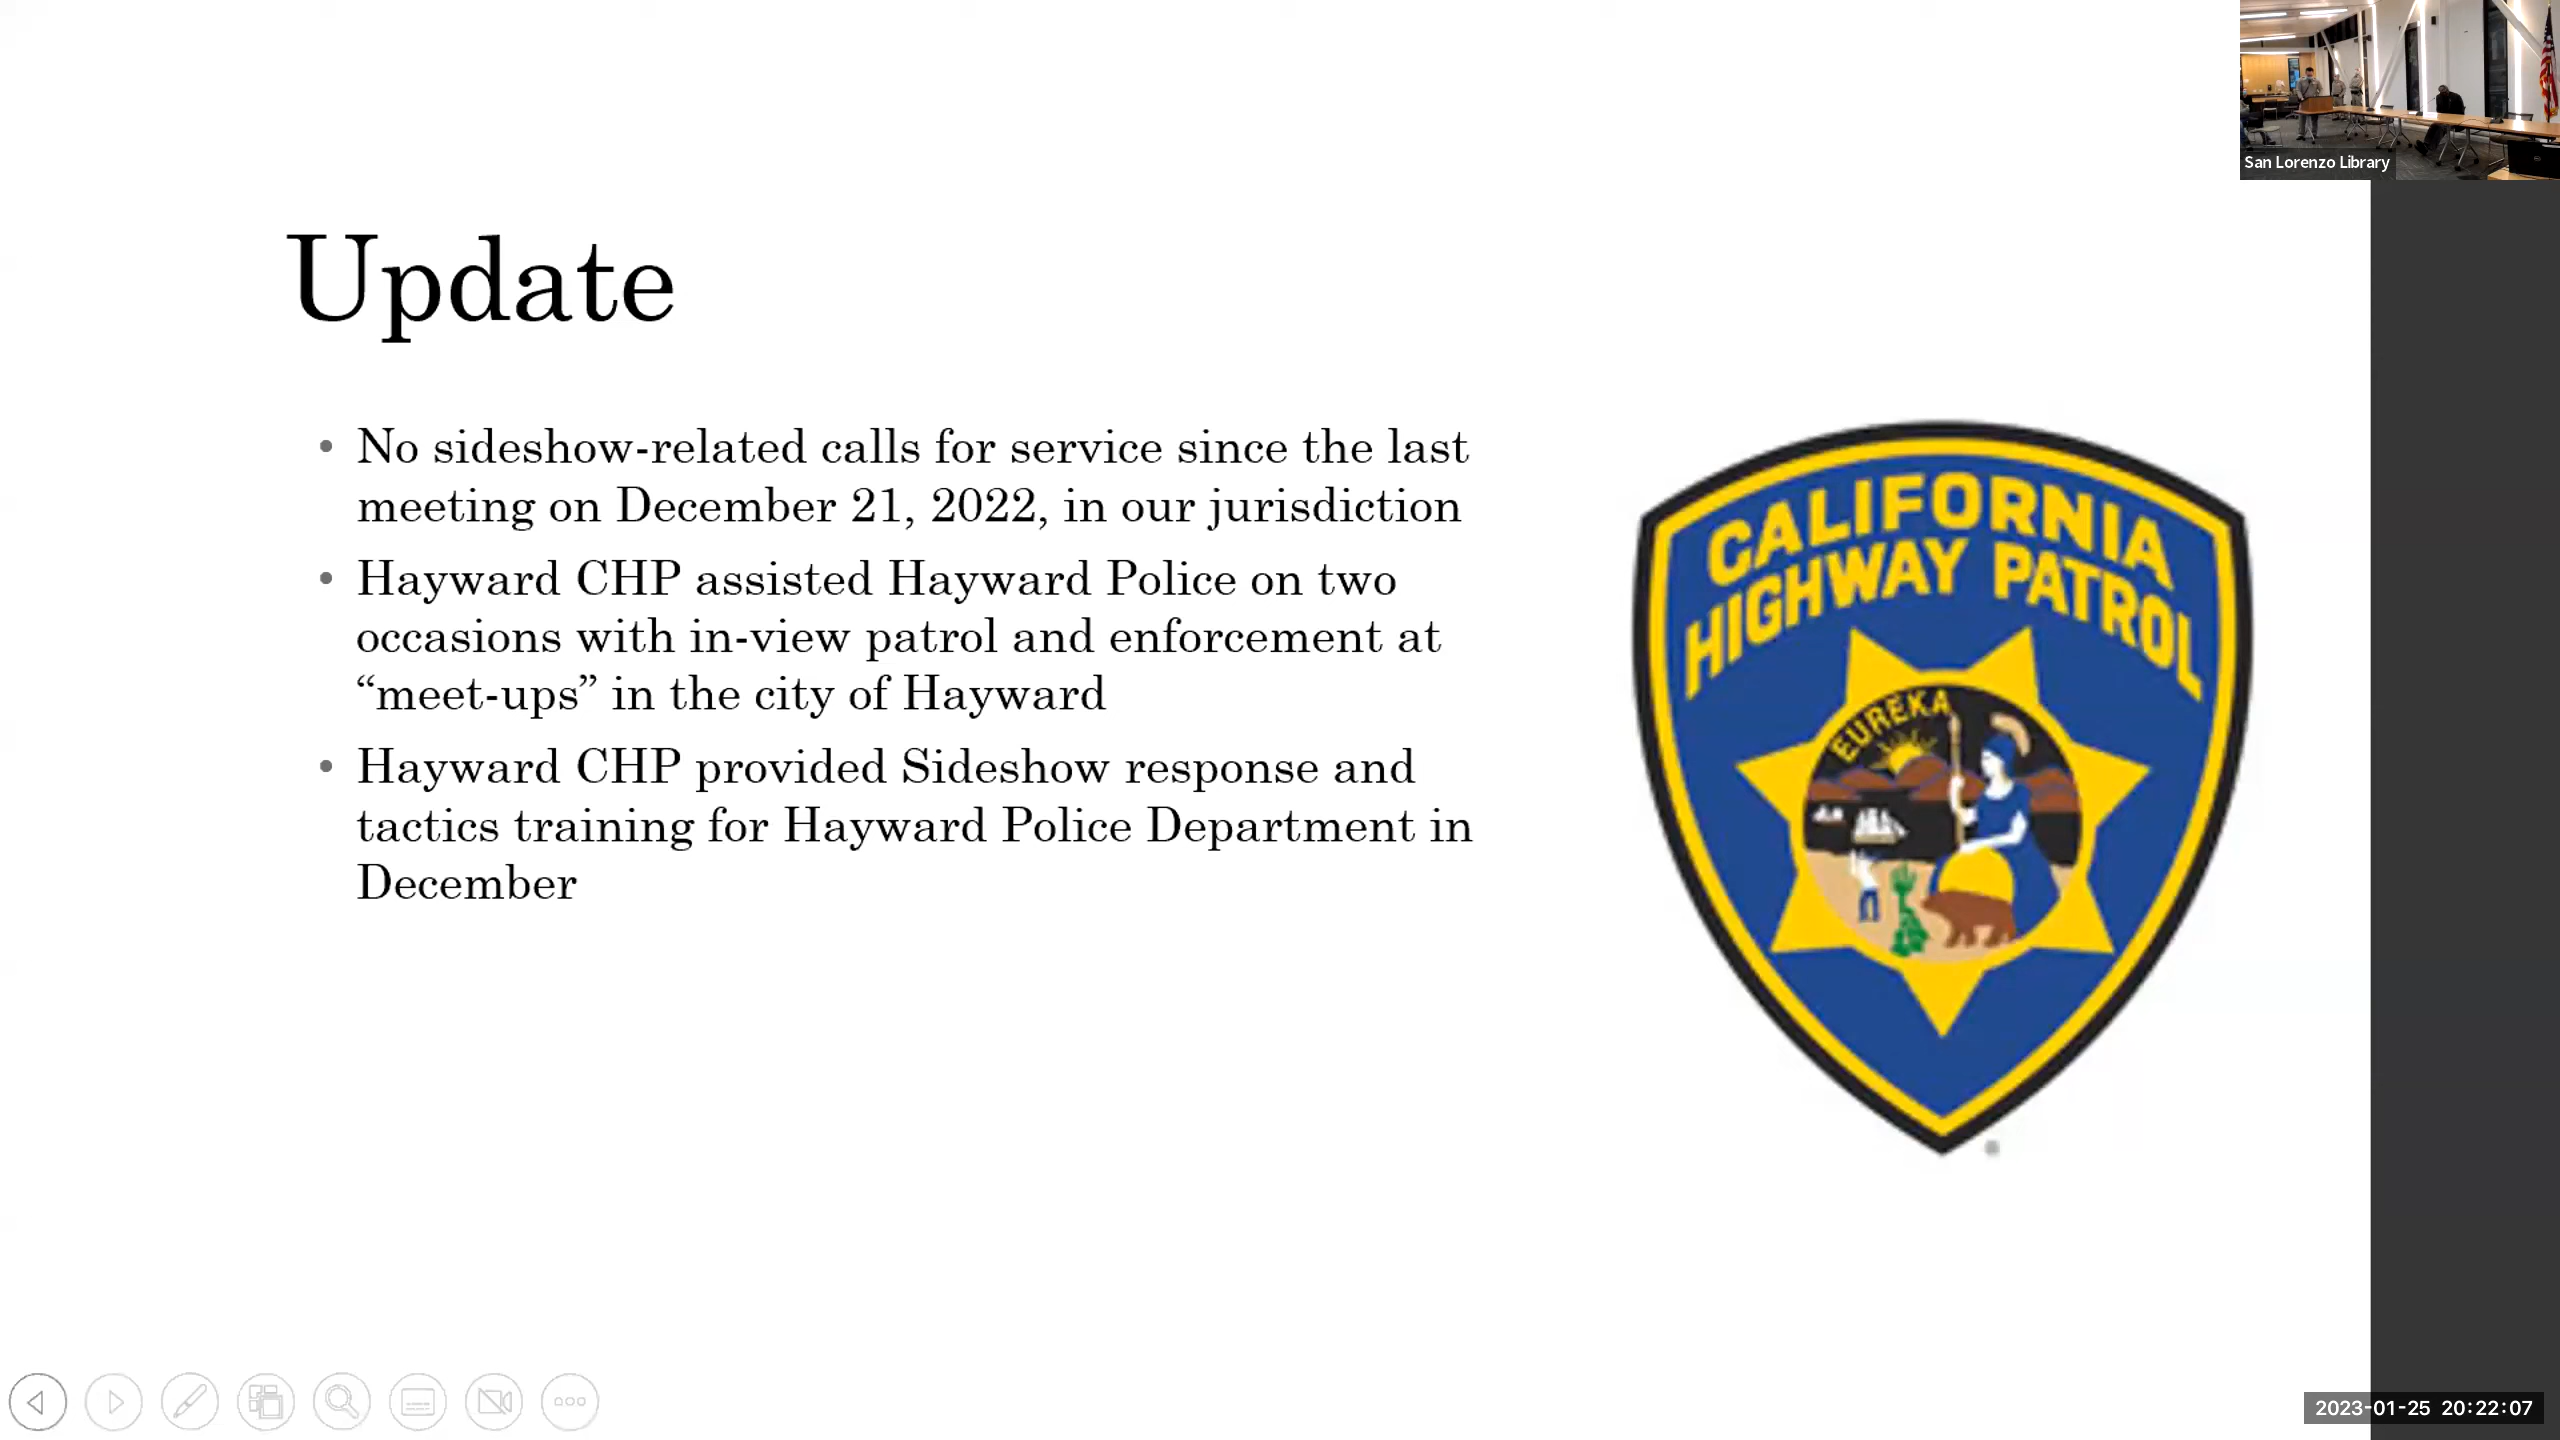 San Lorenzo Library
Update
• No sideshow-related calls for service since the last
meeting on December 21, 2022, in our jurisdiction
• Hayward CHP assisted Hayward Police on two
occasions with in-view patrol and enforcement at
“meet-ups” in the city of Hayward
• Hayward CHP provided Sideshow response and
tactics training for Hayward Police Department in
December
CALIFORNIA
HIGHWAY PATROL
EUREKA
2023-01-25 20:22:07